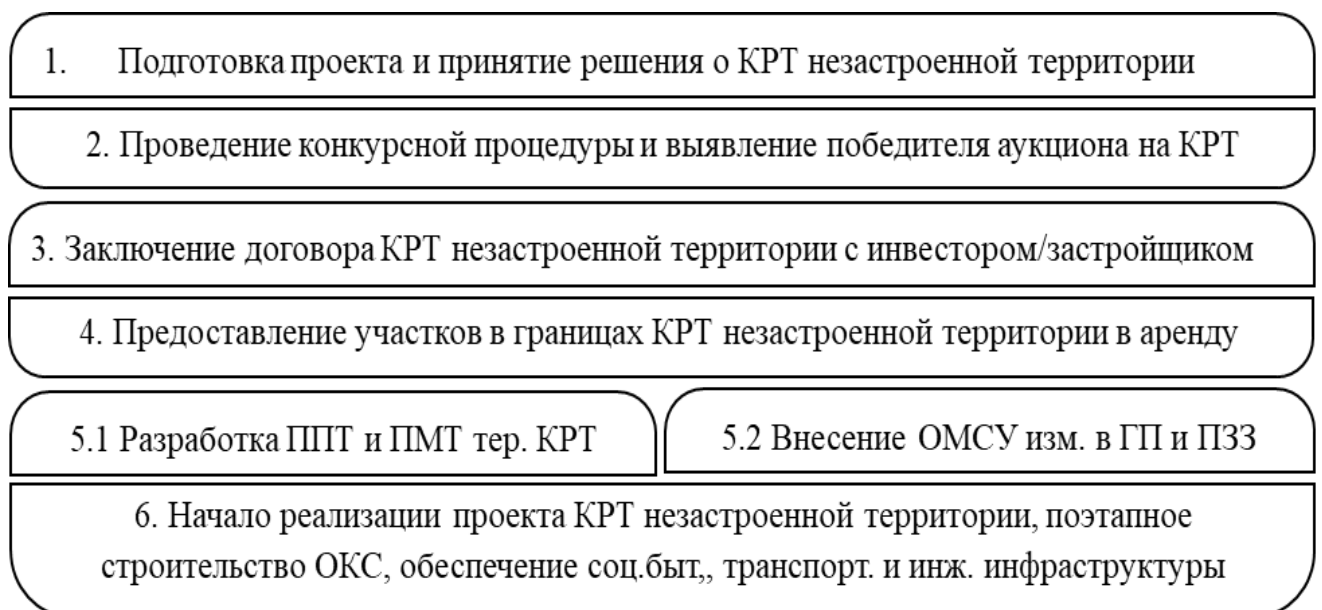 1. Подготовка проекта и принятие решения о КРТ незастроенной территории
2. Проведение конкурсной процедуры и выявление победителя аукциона на КРТ
3. Заключение договора КРТ незастроенной территории с инвестором/застройщиком
4. Предоставление участков в границах КРТ незастроенной территории в аренду
5.1 Разработка ППТ и ПМТ тер. КРТ
5.2 Внесение ОМСУ изм. в ГП и ПЗЗ
6. Начало реализации проекта КРТ незастроенной территории, поэтапное
строительство ОКС, обеспечение соц.быт,, транспорт. и инж. инфраструктуры